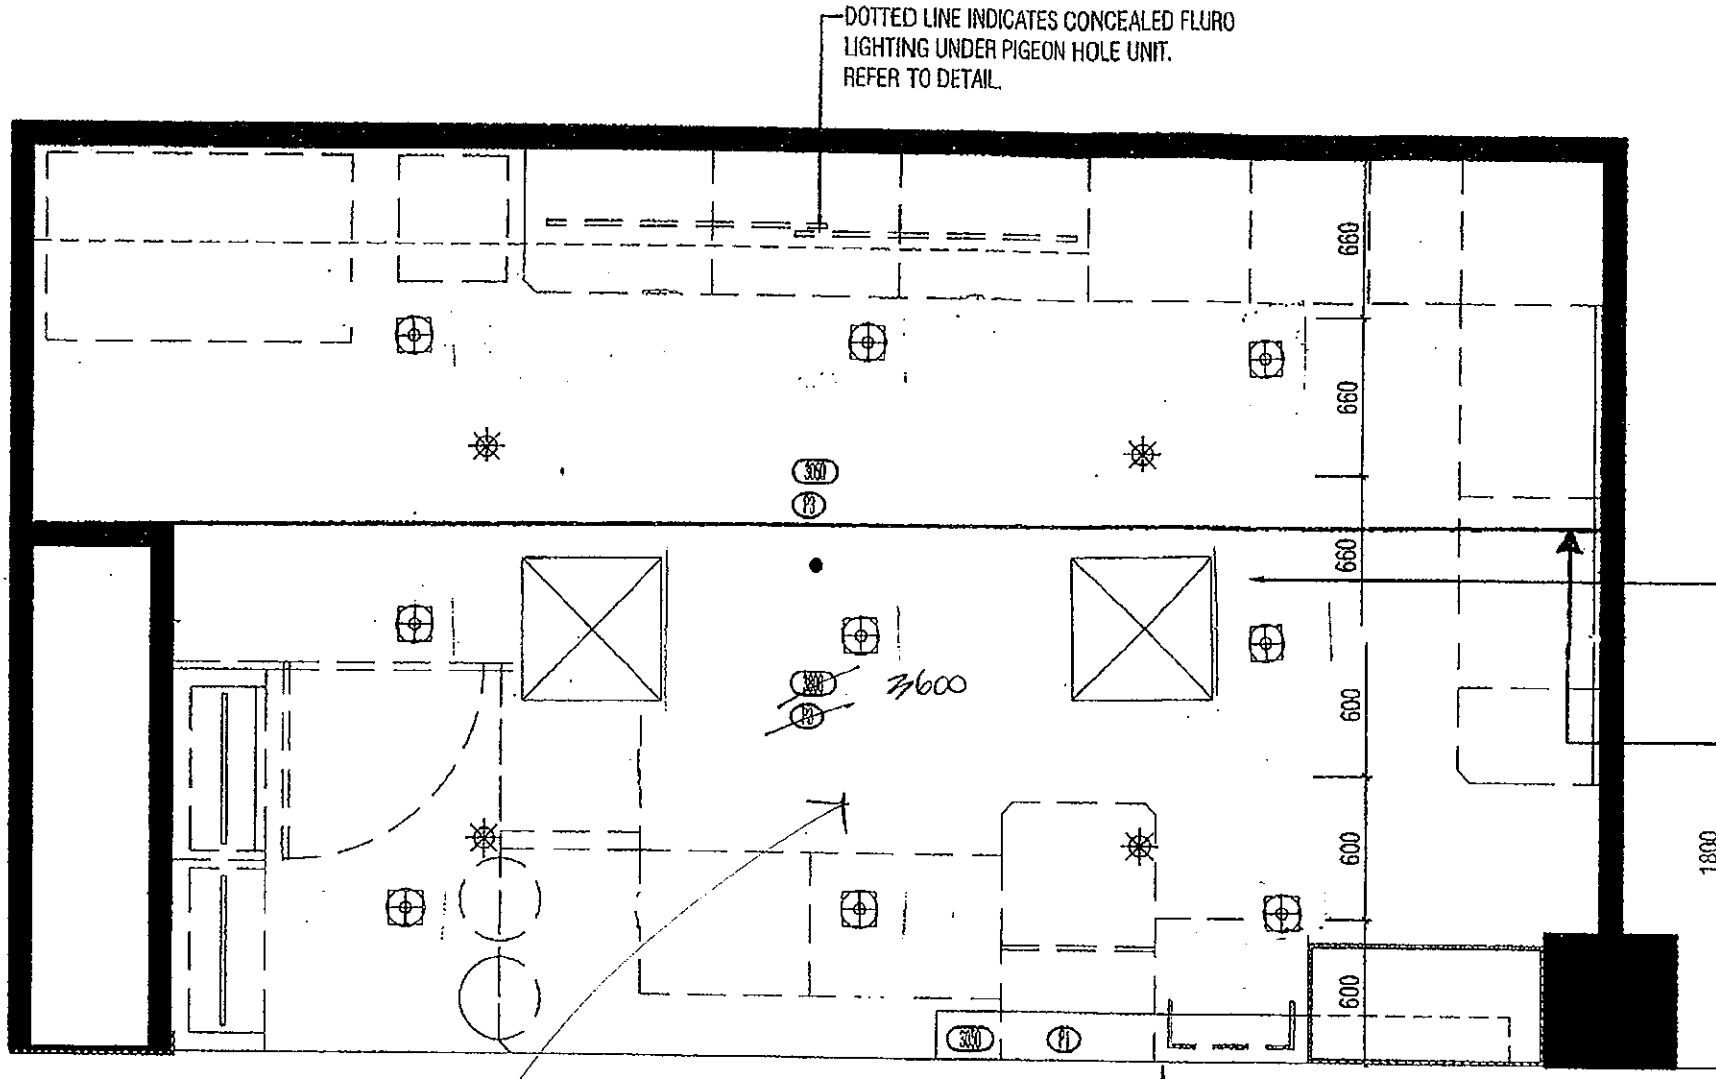 DOTTED LINE INDICATES CONCEALED FLURO
LIGHTING UNDER PIGEON HOLE UNIT.
REFER TO DETAIL.
660
660
3060
P3
660
3600
P3
600
600
1800
600
P1